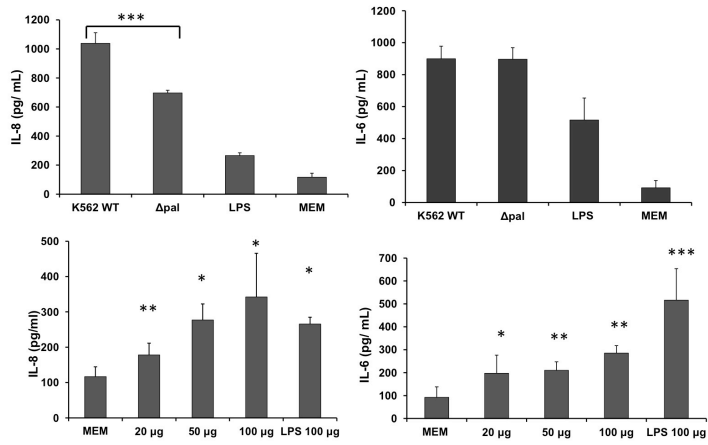 ***
IL-8 (pg/ mL)
1200
1000
800
600
400
200
0
K562 WT Δpal LPS MEM
IL-6 (pg/ mL)
1200
1000
800
600
400
200
0
K562 WT Δpal LPS MEM
IL-8 (pg/ml)
500
400
300
200
100
0
** * * *
MEM 20 µg 50 µg 100 µg LPS 100 µg
IL-6 (pg/mL)
700
600
500
400
300
200
100
0
* ** ** ***
MEM 20 µg 50 µg 100 µg LPS 100 µg